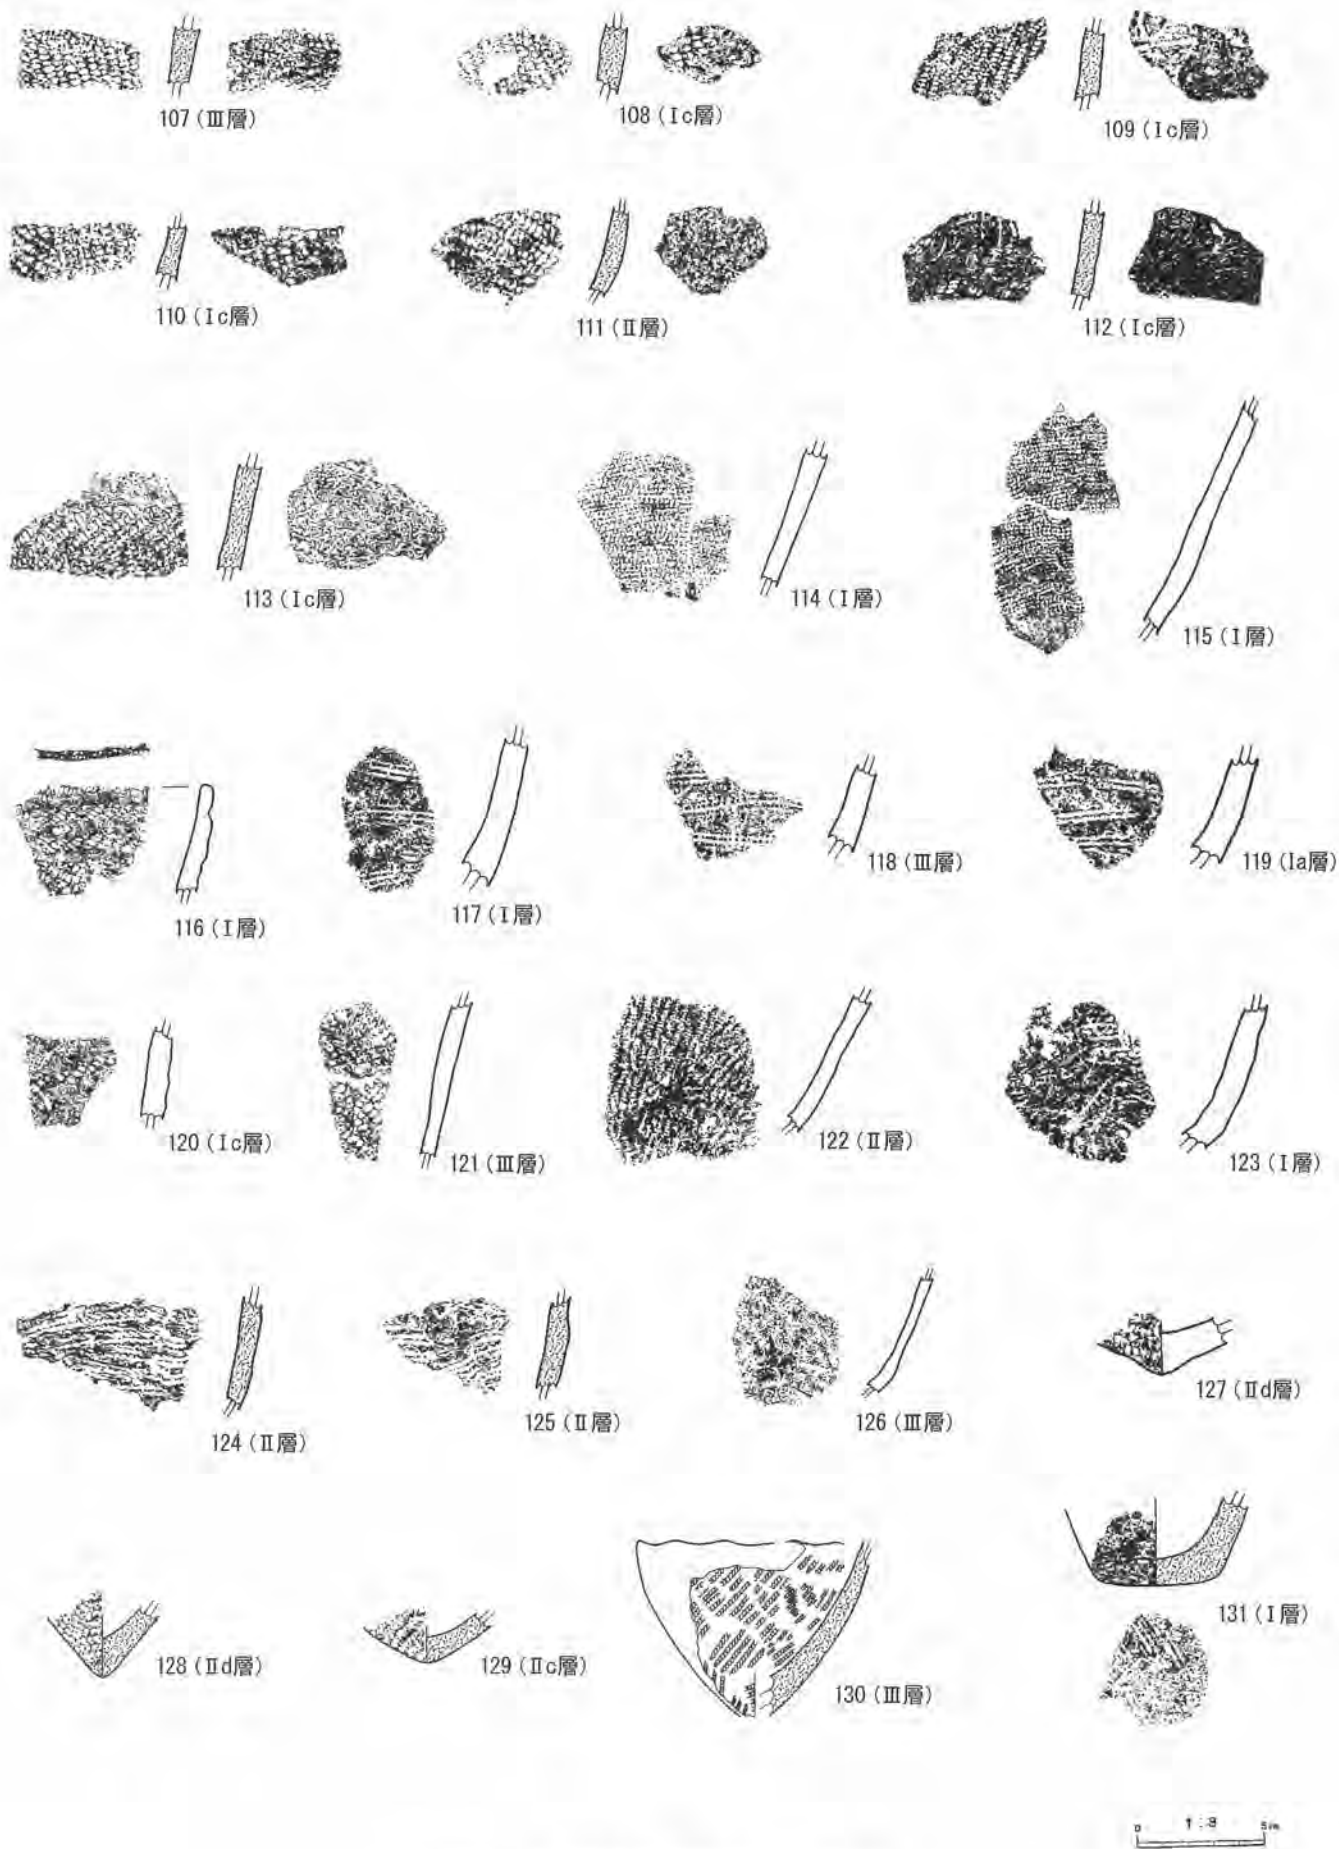 107 (Ⅲ層)
108 (Ⅰc層)
109 (Ⅰc層)
110 (Ⅰc層)
111 (Ⅱ層)
112 (Ⅰc層)
113 (Ⅰc層)
114 (Ⅰ層)
115 (Ⅰ層)
116 (Ⅰ層)
117 (Ⅰ層)
118 (Ⅲ層)
119 (Ⅰa層)
120 (Ⅰc層)
121 (Ⅲ層)
122 (Ⅱ層)
123 (Ⅰ層)
124 (Ⅱ層)
125 (Ⅱ層)
126 (Ⅲ層)
127 (Ⅱd層)
128 (Ⅱd層)
129 (Ⅱc層)
130 (Ⅲ層)
131 (Ⅰ層)
0 1:3 5cm